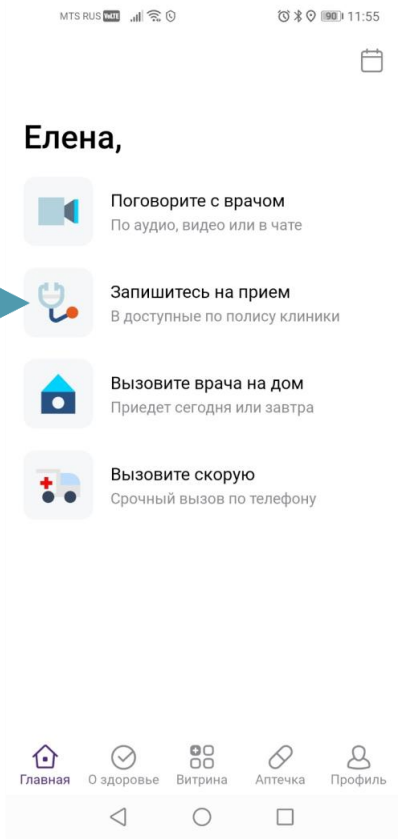 MTS RUS VoLTE 90 11:55
Елена,
Поговорите с врачом
По аудио, видео или в чате
Запишитесь на прием
В доступные по полису клиники
Вызовите врача на дом
Приедет сегодня или завтра
Вызовите скорую
Срочный вызов по телефону
Главная О здоровье Витрина Аптечка Профиль